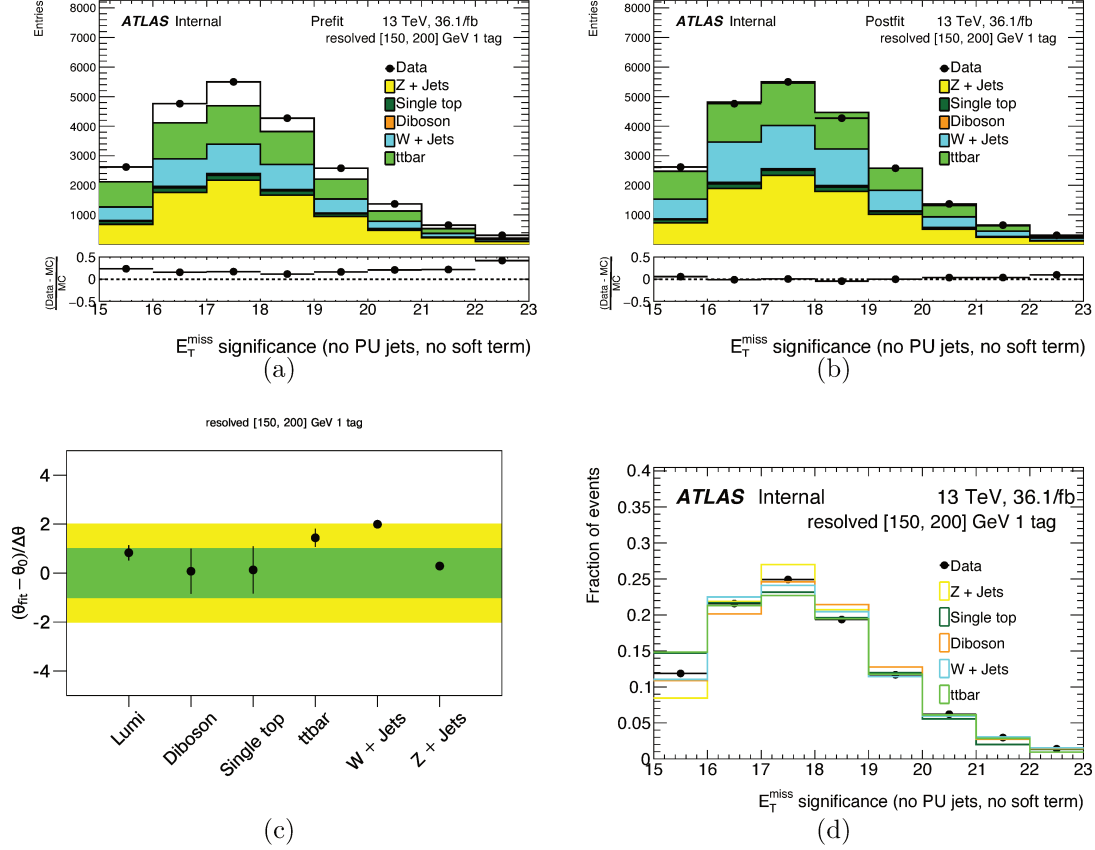 Entries
8000
7000
6000
5000
4000
3000
2000
1000
ATLAS Internal Prefit 13 TeV, 36.1/fb
resolved [150, 200] GeV 1 tag
Data
Z + Jets
Single top
Diboson
W + Jets
ttbar
(Data - MC)
MC
0.5
0
−0.5
15 16 17 18 19 20 21 22 23
E_T^miss significance (no PU jets, no soft term)
(a)
Entries
8000
7000
6000
5000
4000
3000
2000
1000
ATLAS Internal Postfit 13 TeV, 36.1/fb
resolved [150, 200] GeV 1 tag
Data
Z + Jets
Single top
Diboson
W + Jets
ttbar
(Data - MC)
MC
0.5
0
−0.5
15 16 17 18 19 20 21 22 23
E_T^miss significance (no PU jets, no soft term)
(b)
resolved [150, 200] GeV 1 tag
(θ_fit − θ_0)/Δθ
4
2
0
-2
-4
Lumi
Diboson
Single top
ttbar
W + Jets
Z + Jets
(c)
Fraction of events
0.4
0.35
0.3
0.25
0.2
0.15
0.1
0.05
0
ATLAS Internal 13 TeV, 36.1/fb
resolved [150, 200] GeV 1 tag
Data
Z + Jets
Single top
Diboson
W + Jets
ttbar
15 16 17 18 19 20 21 22 23
E_T^miss significance (no PU jets, no soft term)
(d)